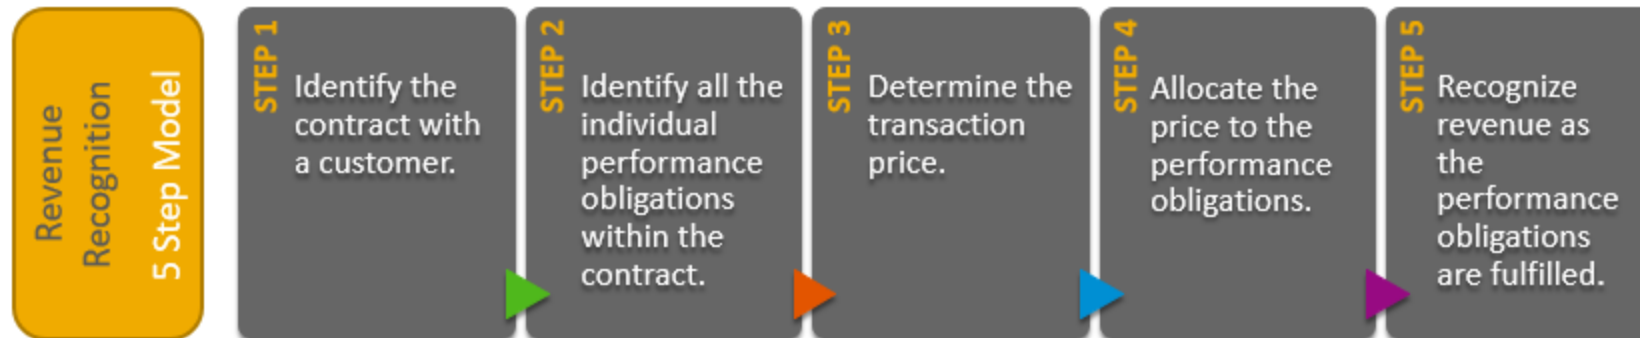 Revenue
Recognition
5 Step Model
STEP 1
Identify the
contract with
a customer.
STEP 2
Identify all the
individual
performance
obligations
within the
contract.
STEP 3
Determine the
transaction
price.
STEP 4
Allocate the
price to the
performance
obligations.
STEP 5
Recognize
revenue as
the
performance
obligations
are fulfilled.